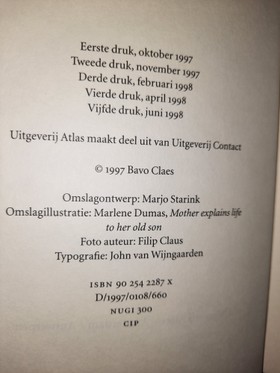 Eerste druk, oktober 1997
Tweede druk, november 1997
Derde druk, februari 1998
Vierde druk, april 1998
Vijfde druk, juni 1998
Uitgeverij Atlas maakt deel uit van Uitgeverij Contact
© 1997 Bavo Claes
Omslagontwerp: Marjo Starink
Omslagillustratie: Marlene Dumas, Mother explains life
to her old son
Foto auteur: Filip Claus
Typografie: John van Wijngaarden
ISBN 90 254 2287 X
D/1997/0108/660
NUGI 300
CIP